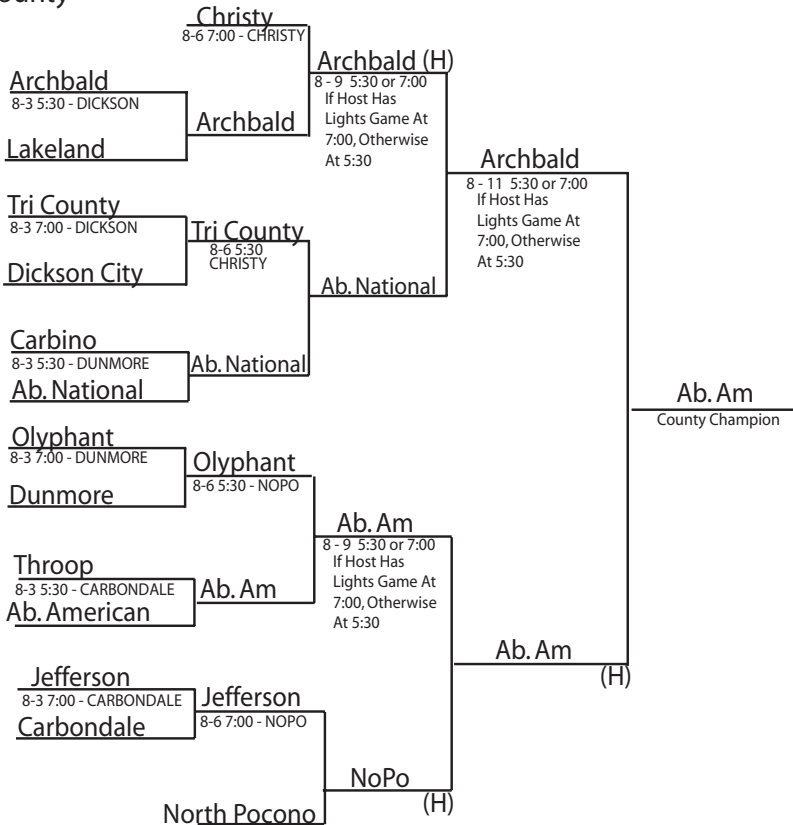 ounty
Christy
8-6 7:00 - CHRISTY
Archbald
8-3 5:30 - DICKSON
Lakeland
Archbald
Archbald (H)
8 - 9 5:30 or 7:00
If Host Has
Lights Game At
7:00, Otherwise
At 5:30
Tri County
8-3 7:00 - DICKSON
Dickson City
Tri County
8-6 5:30
CHRISTY
Carbino
8-3 5:30 - DUNMORE
Ab. National
Ab. National
Ab. National
Archbald
8 - 11 5:30 or 7:00
If Host Has
Lights Game At
7:00, Otherwise
At 5:30
Olyphant
8-3 7:00 - DUNMORE
Dunmore
Olyphant
8-6 5:30 - NOPO
Throop
8-3 5:30 - CARBONDALE
Ab. American
Ab. Am
Ab. Am
8 - 9 5:30 or 7:00
If Host Has
Lights Game At
7:00, Otherwise
At 5:30
Jefferson
8-3 7:00 - CARBONDALE
Carbondale
Jefferson
8-6 7:00 - NOPO
North Pocono
NoPo
(H)
Ab. Am
(H)
Ab. Am
County Champion